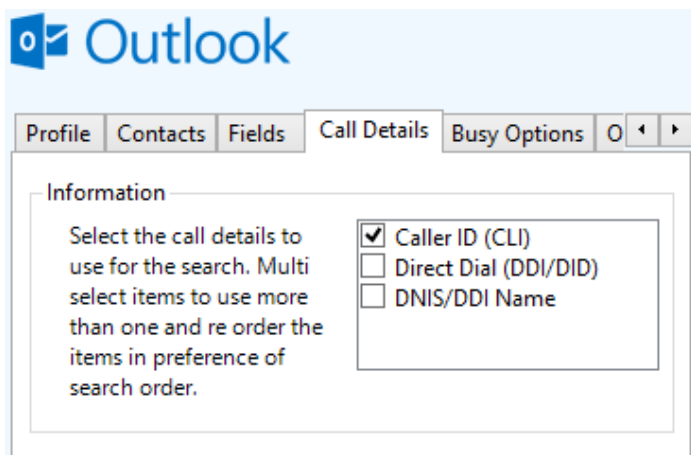 Outlook
Profile Contacts Fields Call Details Busy Options O
Information
Select the call details to
use for the search. Multi
select items to use more
than one and re order the
items in preference of
search order.
Caller ID (CLI)
Direct Dial (DDI/DID)
DNIS/DDI Name